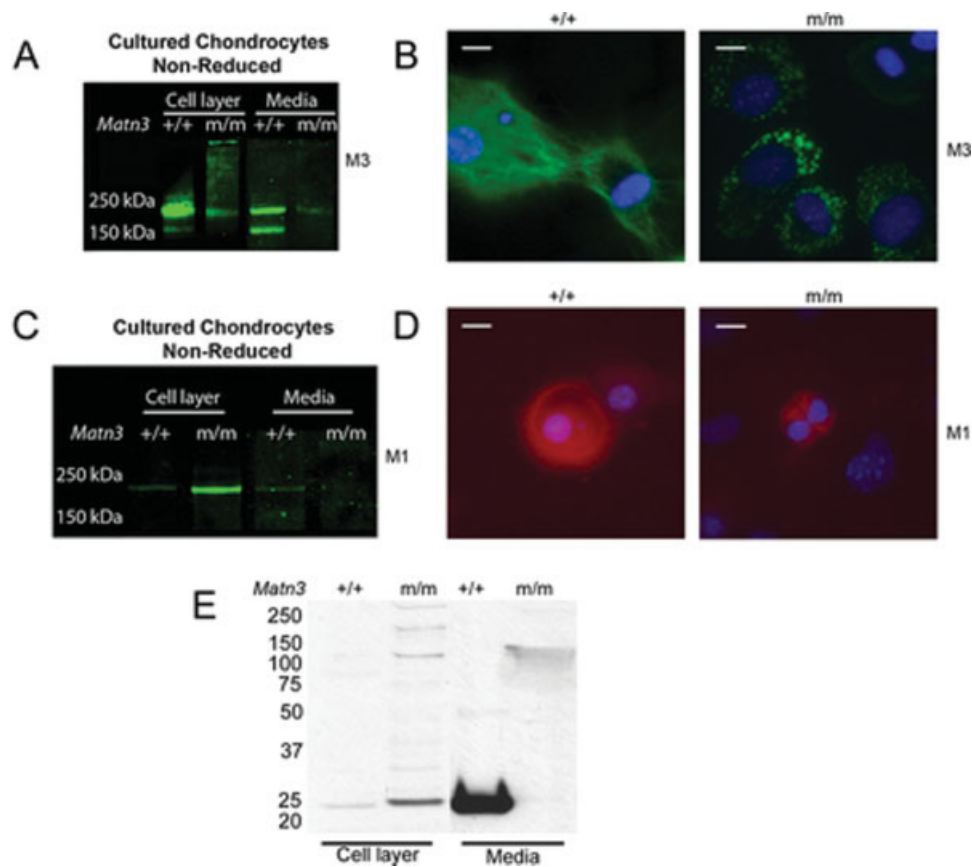 A
Cultured Chondrocytes
Non-Reduced
Cell layer Media
Matn3 +/+ m/m +/+ m/m
M3
250 kDa
150 kDa
B
+/+ m/m
M3
C
Cultured Chondrocytes
Non-Reduced
Cell layer Media
Matn3 +/+ m/m +/+ m/m
M1
250 kDa
150 kDa
D
+/+ m/m
M1
E
Matn3 +/+ m/m +/+ m/m
250
150
100
75
50
37
25
20
Cell layer Media